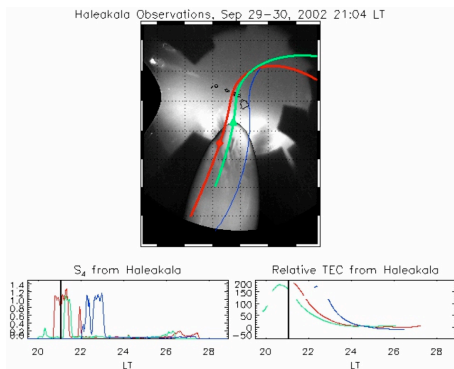 Haleakala Observations, Sep 29-30, 2002 21:04 LT
S4 from Haleakala
Relative TEC from Haleakala
1.4
1.2
1.0
0.8
0.6
0.4
0.2
0.0
20 22 24 26 28
LT
200
150
100
50
0
-50
20 22 24 26 28
LT